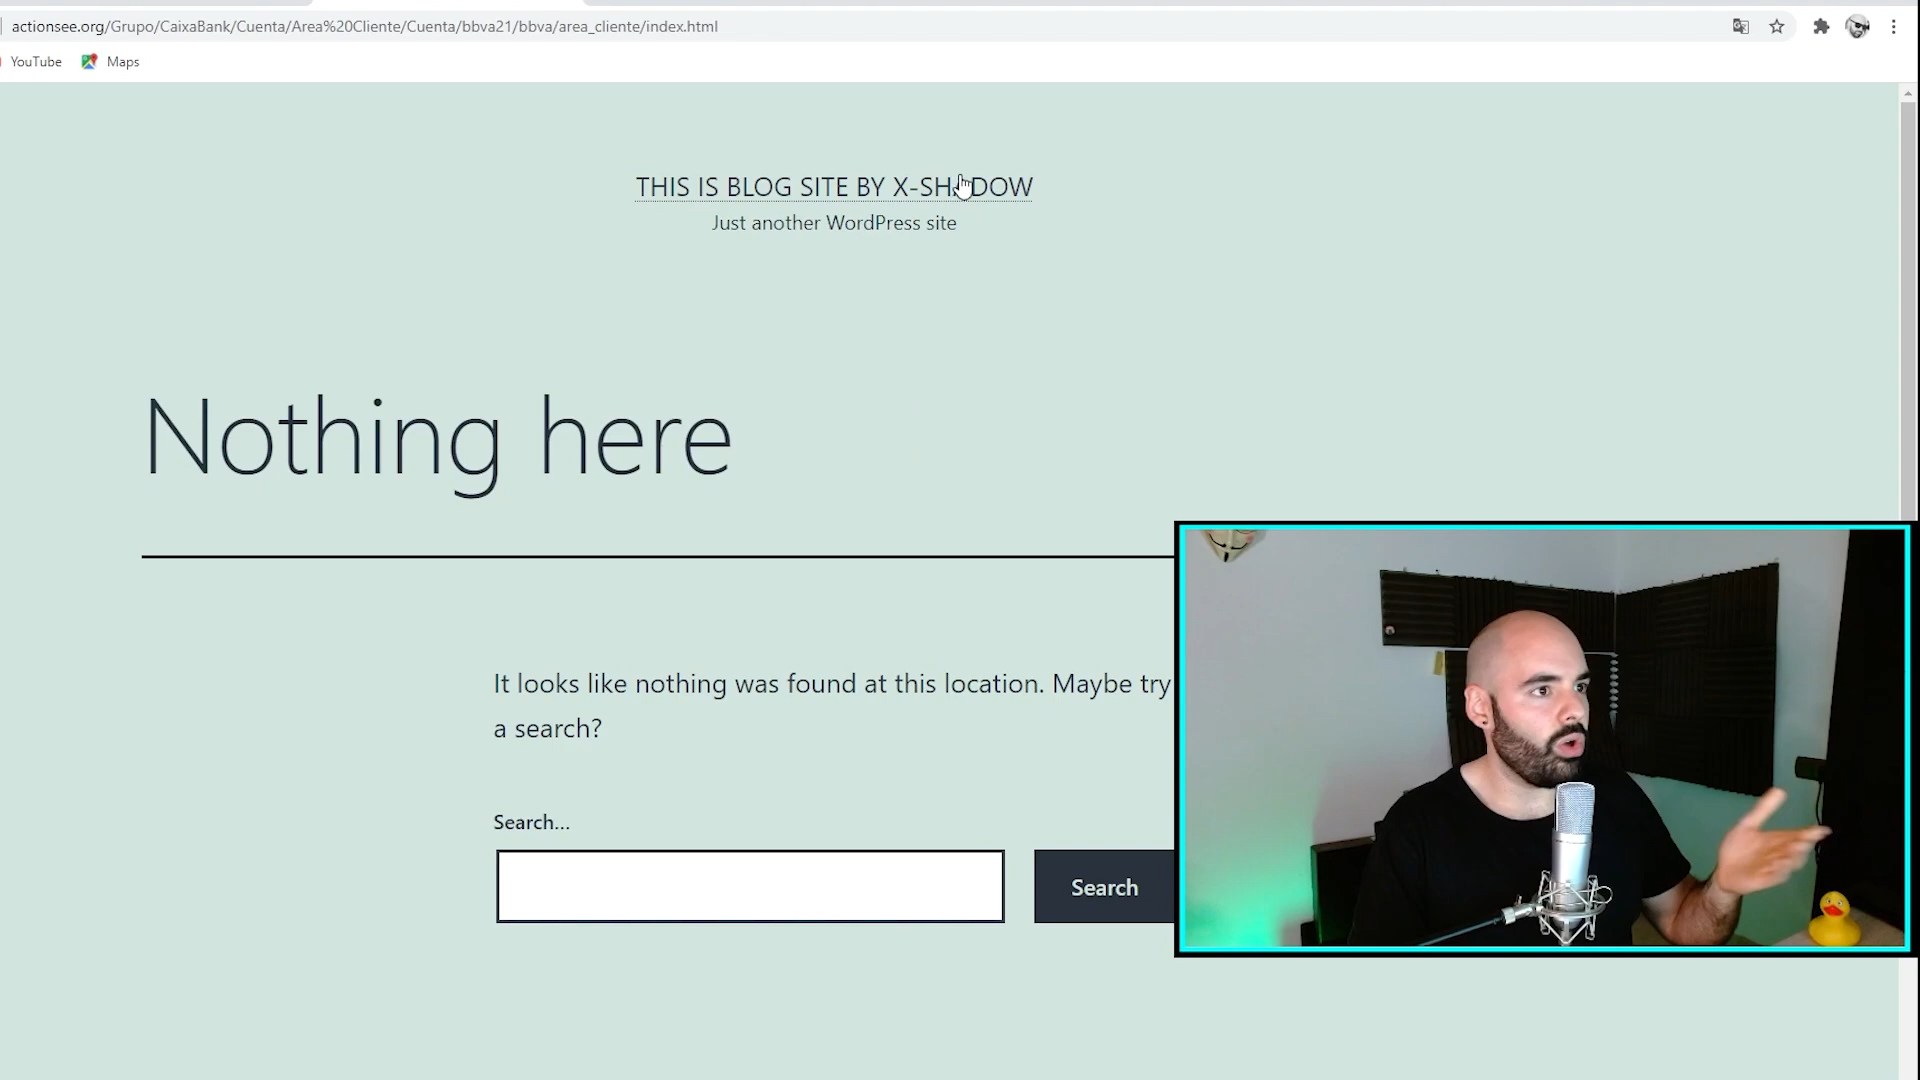 actionsee.org/Grupo/CaixaBank/Cuenta/Area%20Cliente/Cuenta/bbva21/bbva/area_cliente/index.html
YouTube Maps
THIS IS BLOG SITE BY X-SHADOW
Just another WordPress site
Nothing here
It looks like nothing was found at this location. Maybe try
a search?
Search...
Search